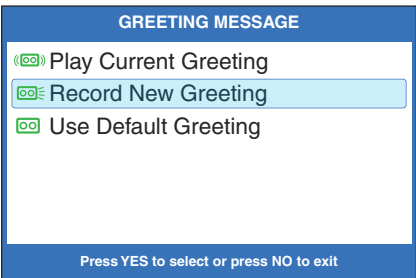 GREETING MESSAGE
Play Current Greeting
Record New Greeting
Use Default Greeting
Press YES to select or press NO to exit